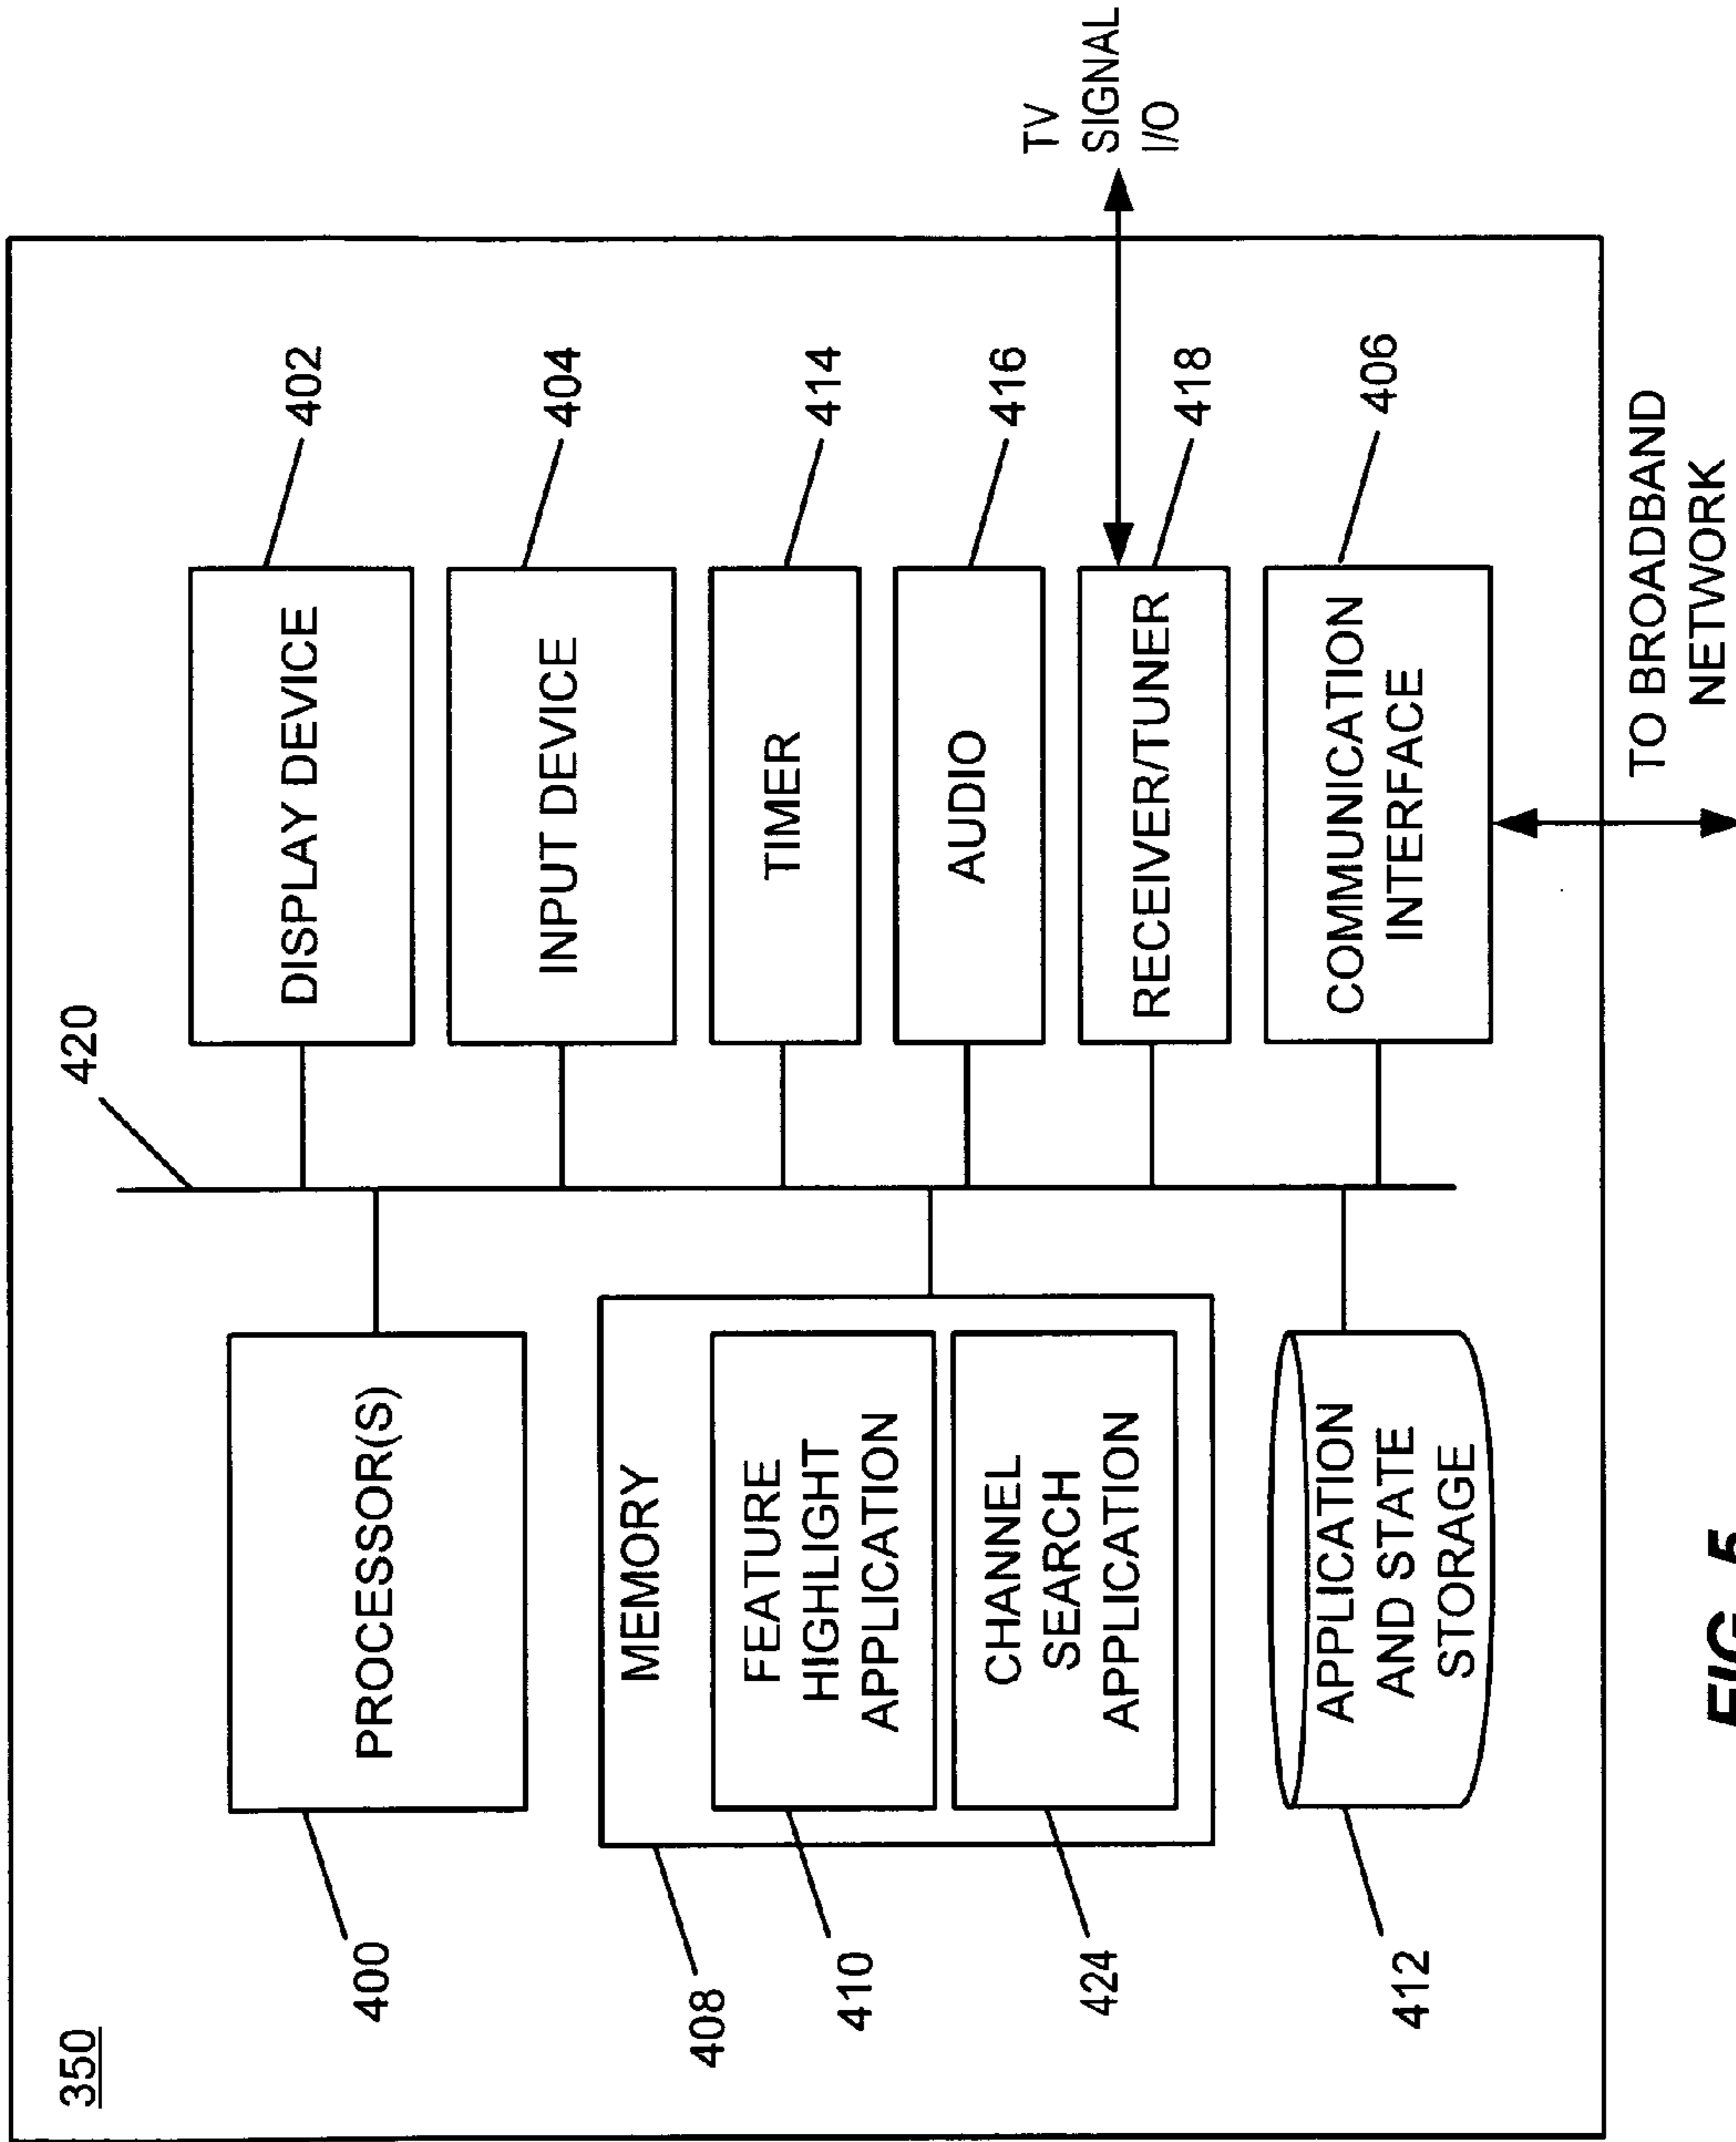 350
420
PROCESSOR(S)
400
MEMORY
408
FEATURE
HIGHLIGHT
APPLICATION
410
CHANNEL
SEARCH
APPLICATION
424
APPLICATION
AND STATE
STORAGE
412
DISPLAY DEVICE
402
INPUT DEVICE
404
TIMER
414
AUDIO
416
RECEIVER/TUNER
418
TV
SIGNAL
I/O
COMMUNICATION
INTERFACE
406
TO BROADBAND
NETWORK
FIG. 5